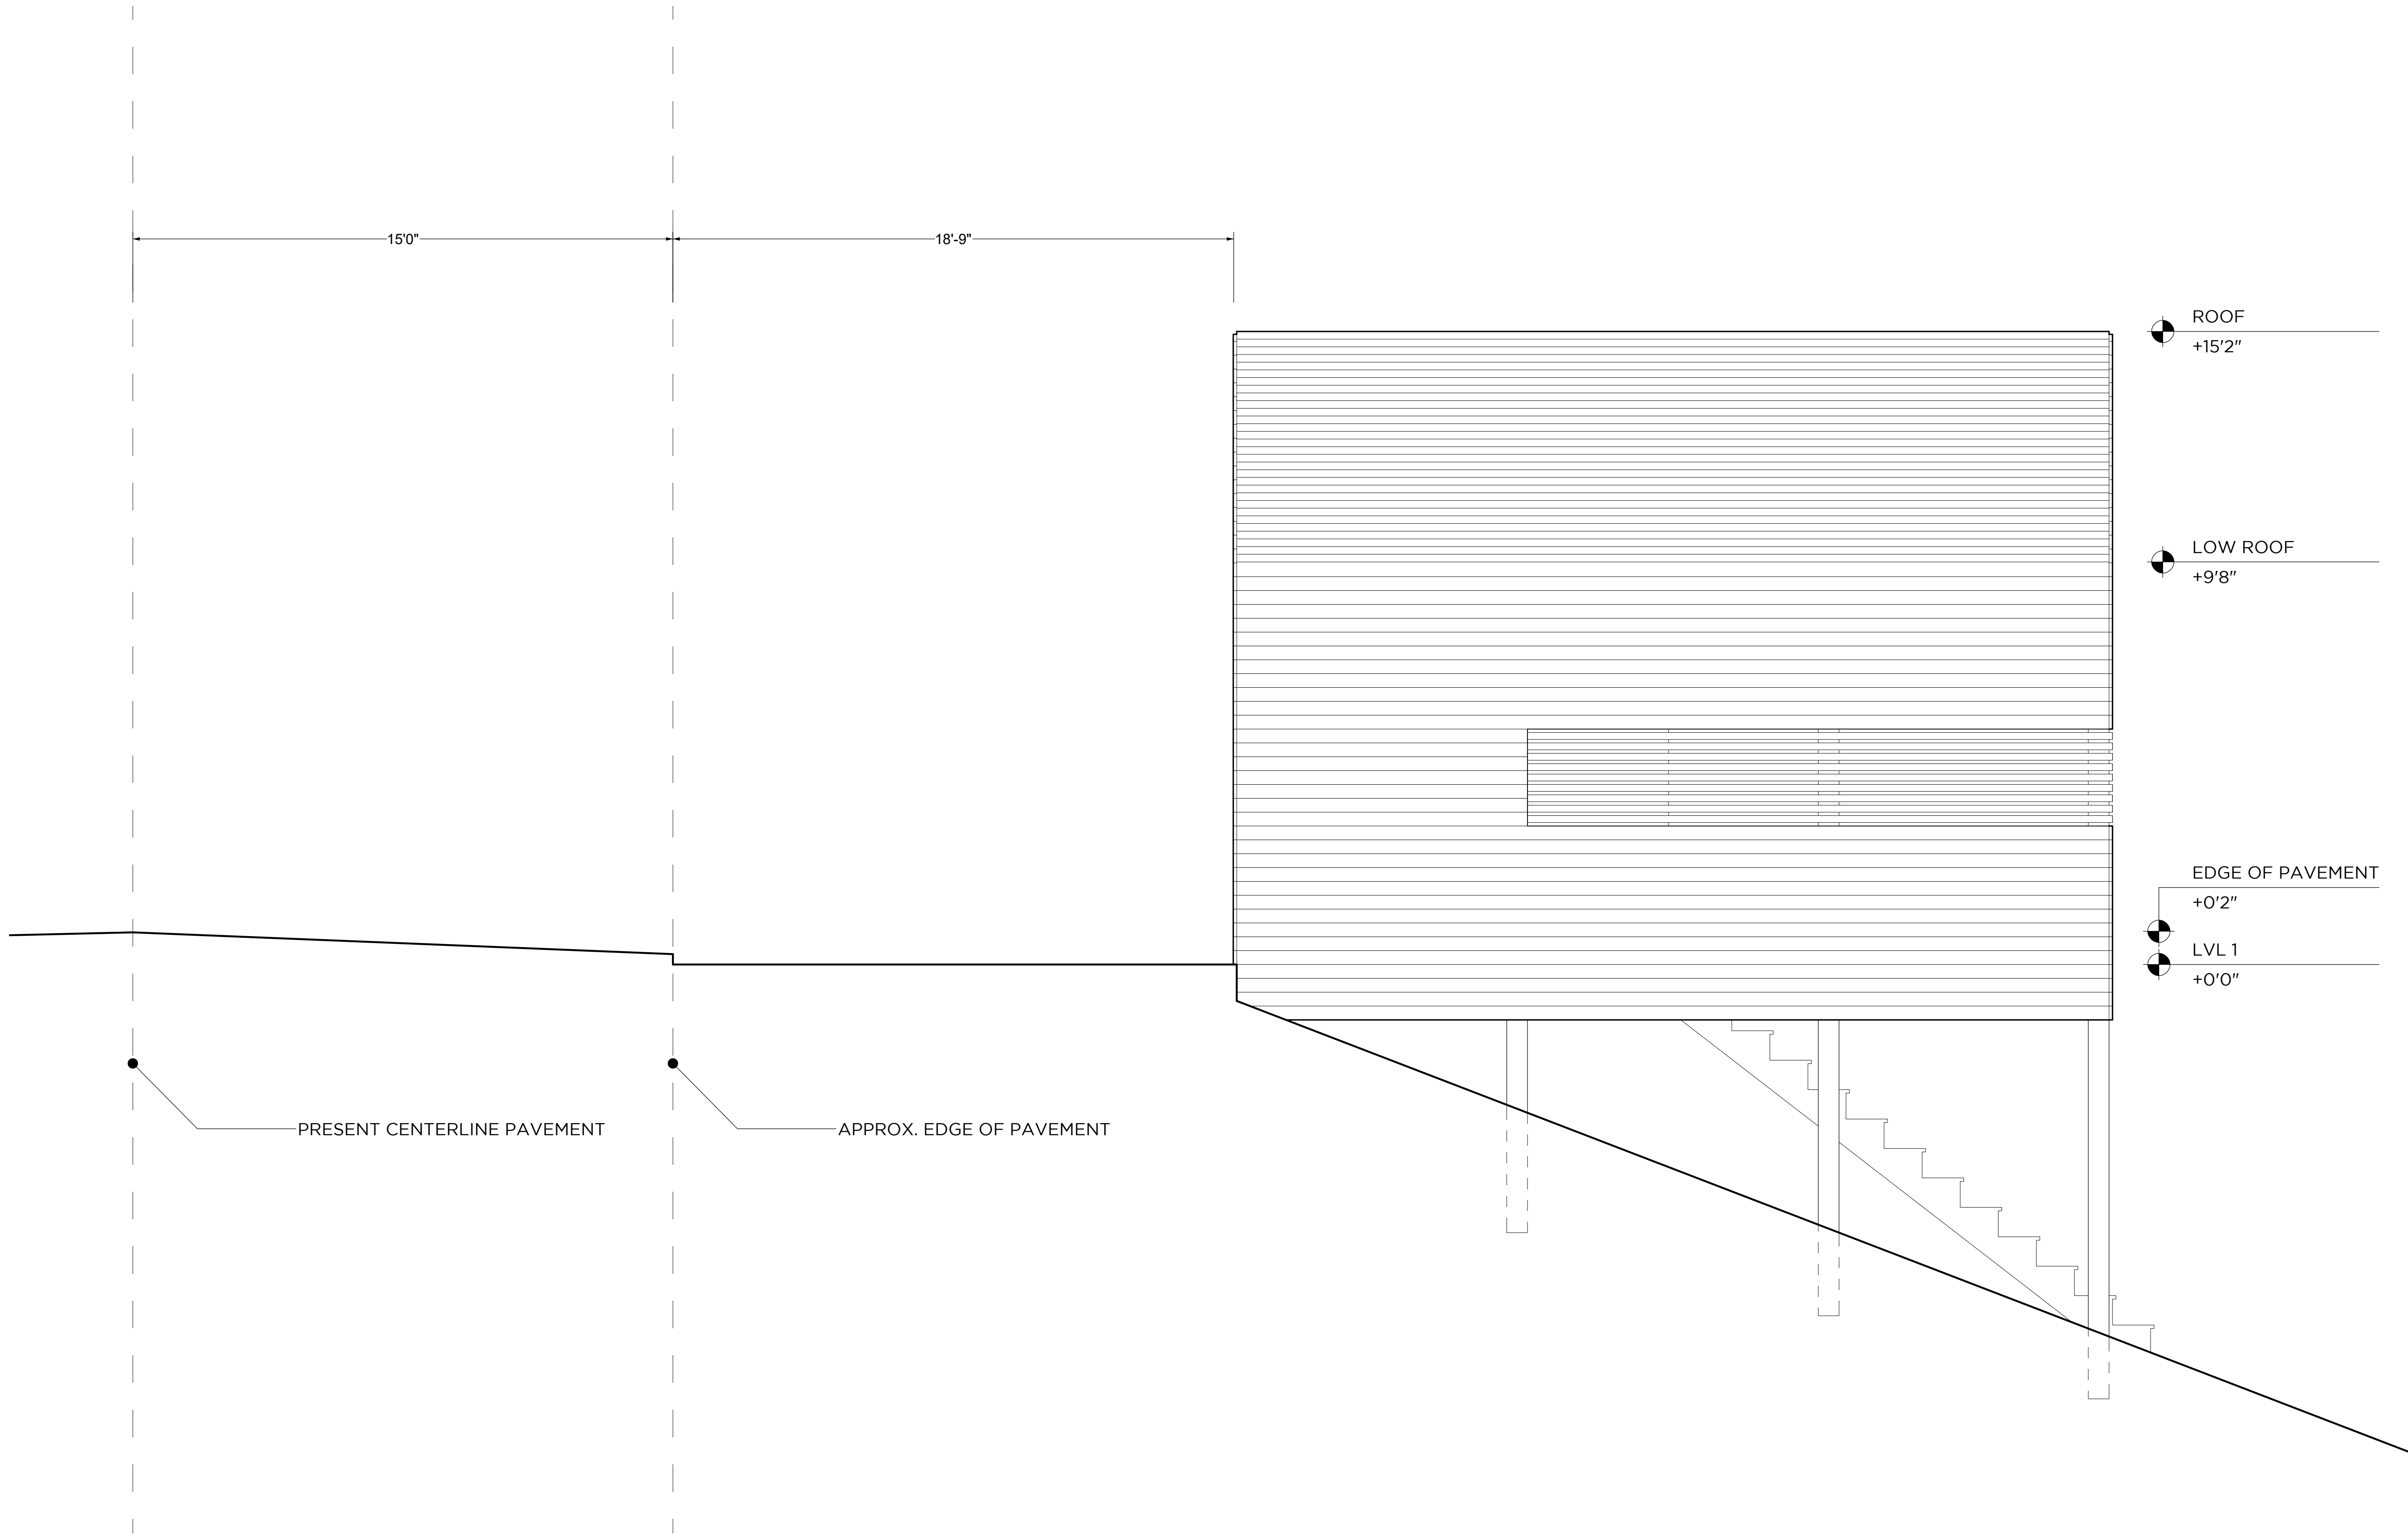 15'0" 18'-9"
ROOF
+15'2"
LOW ROOF
+9'8"
EDGE OF PAVEMENT
+0'2"
LVL 1
+0'0"
PRESENT CENTERLINE PAVEMENT
APPROX. EDGE OF PAVEMENT